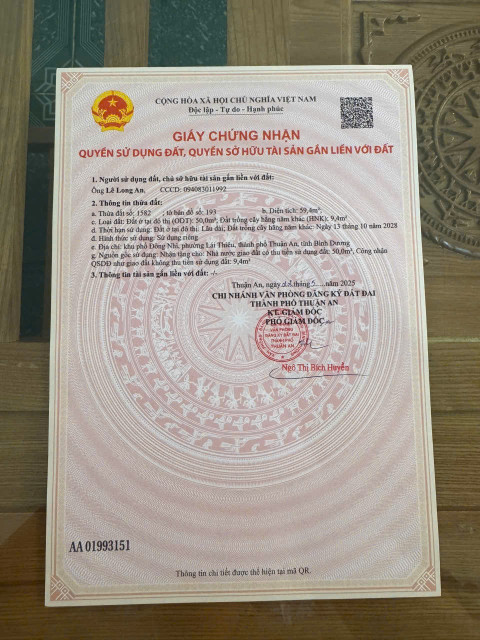 CỘNG HÒA XÃ HỘI CHỦ NGHĨA VIỆT NAM
Độc lập - Tự do - Hạnh phúc
GIẤY CHỨNG NHẬN
QUYỀN SỬ DỤNG ĐẤT, QUYỀN SỞ HỮU TÀI SẢN GẮN LIỀN VỚI ĐẤT
1. Người sử dụng đất, chủ sở hữu tài sản gắn liền với đất:
Ông Lê Long An. CCCD: 094083011992
2. Thông tin thửa đất:
a. Thửa đất số: 1582 ; tờ bản đồ số: 193 b. Diện tích: 59,4m².
c. Loại đất: Đất ở tại đô thị (ODT): 50,0m², Đất trồng cây hằng năm khác (HNK): 9,4m²
d. Thời hạn sử dụng: Đất ở tại đô thị: Lâu dài; Đất trồng cây hằng năm khác: Ngày 13 tháng 10 năm 2028
đ. Hình thức sử dụng: Sử dụng riêng
e. Địa chỉ: khu phố Đông Nhì, phường Lái Thiêu, thành phố Thuận An, tỉnh Bình Dương
g. Nguồn gốc sử dụng: Nhận tặng cho: Nhà nước giao đất có thu tiền sử dụng đất: 50,0m², Công nhận
QSDĐ như giao đất không thu tiền sử dụng đất: 9,4m²
3. Thông tin tài sản gắn liền với đất: -/-
Thuận An, ngày tháng 5 năm 2025
CHI NHÁNH VĂN PHÒNG ĐĂNG KÝ ĐẤT ĐAI
THÀNH PHỐ THUẬN AN
KT. GIÁM ĐỐC
PHÓ GIÁM ĐỐC
VĂN PHÒNG
ĐĂNG KÝ ĐẤT ĐAI
THÀNH PHỐ
THUẬN AN
Ngô Thị Bích Huyền
AA 01993151
Thông tin chi tiết được thể hiện tại mã QR.